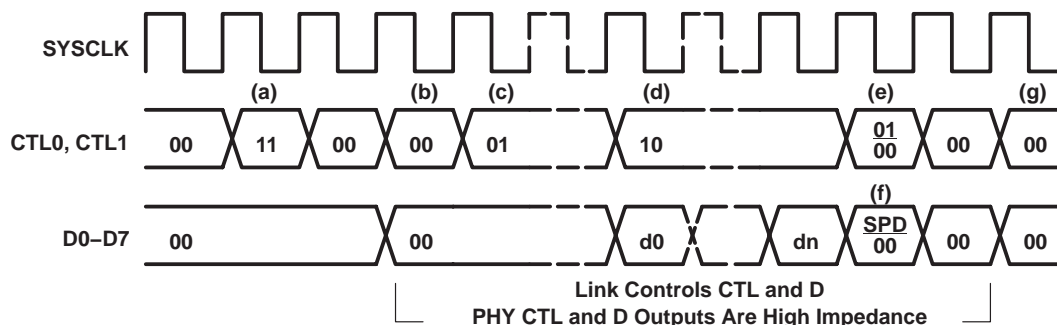 SYSCLK
(a) (b) (c) (d) (e) (g)
CTL0, CTL1 00 11 00 00 01 10 01 00 00 00
(f)
D0–D7 00 00 d0 dn SPD 00 00 00
Link Controls CTL and D
PHY CTL and D Outputs Are High Impedance